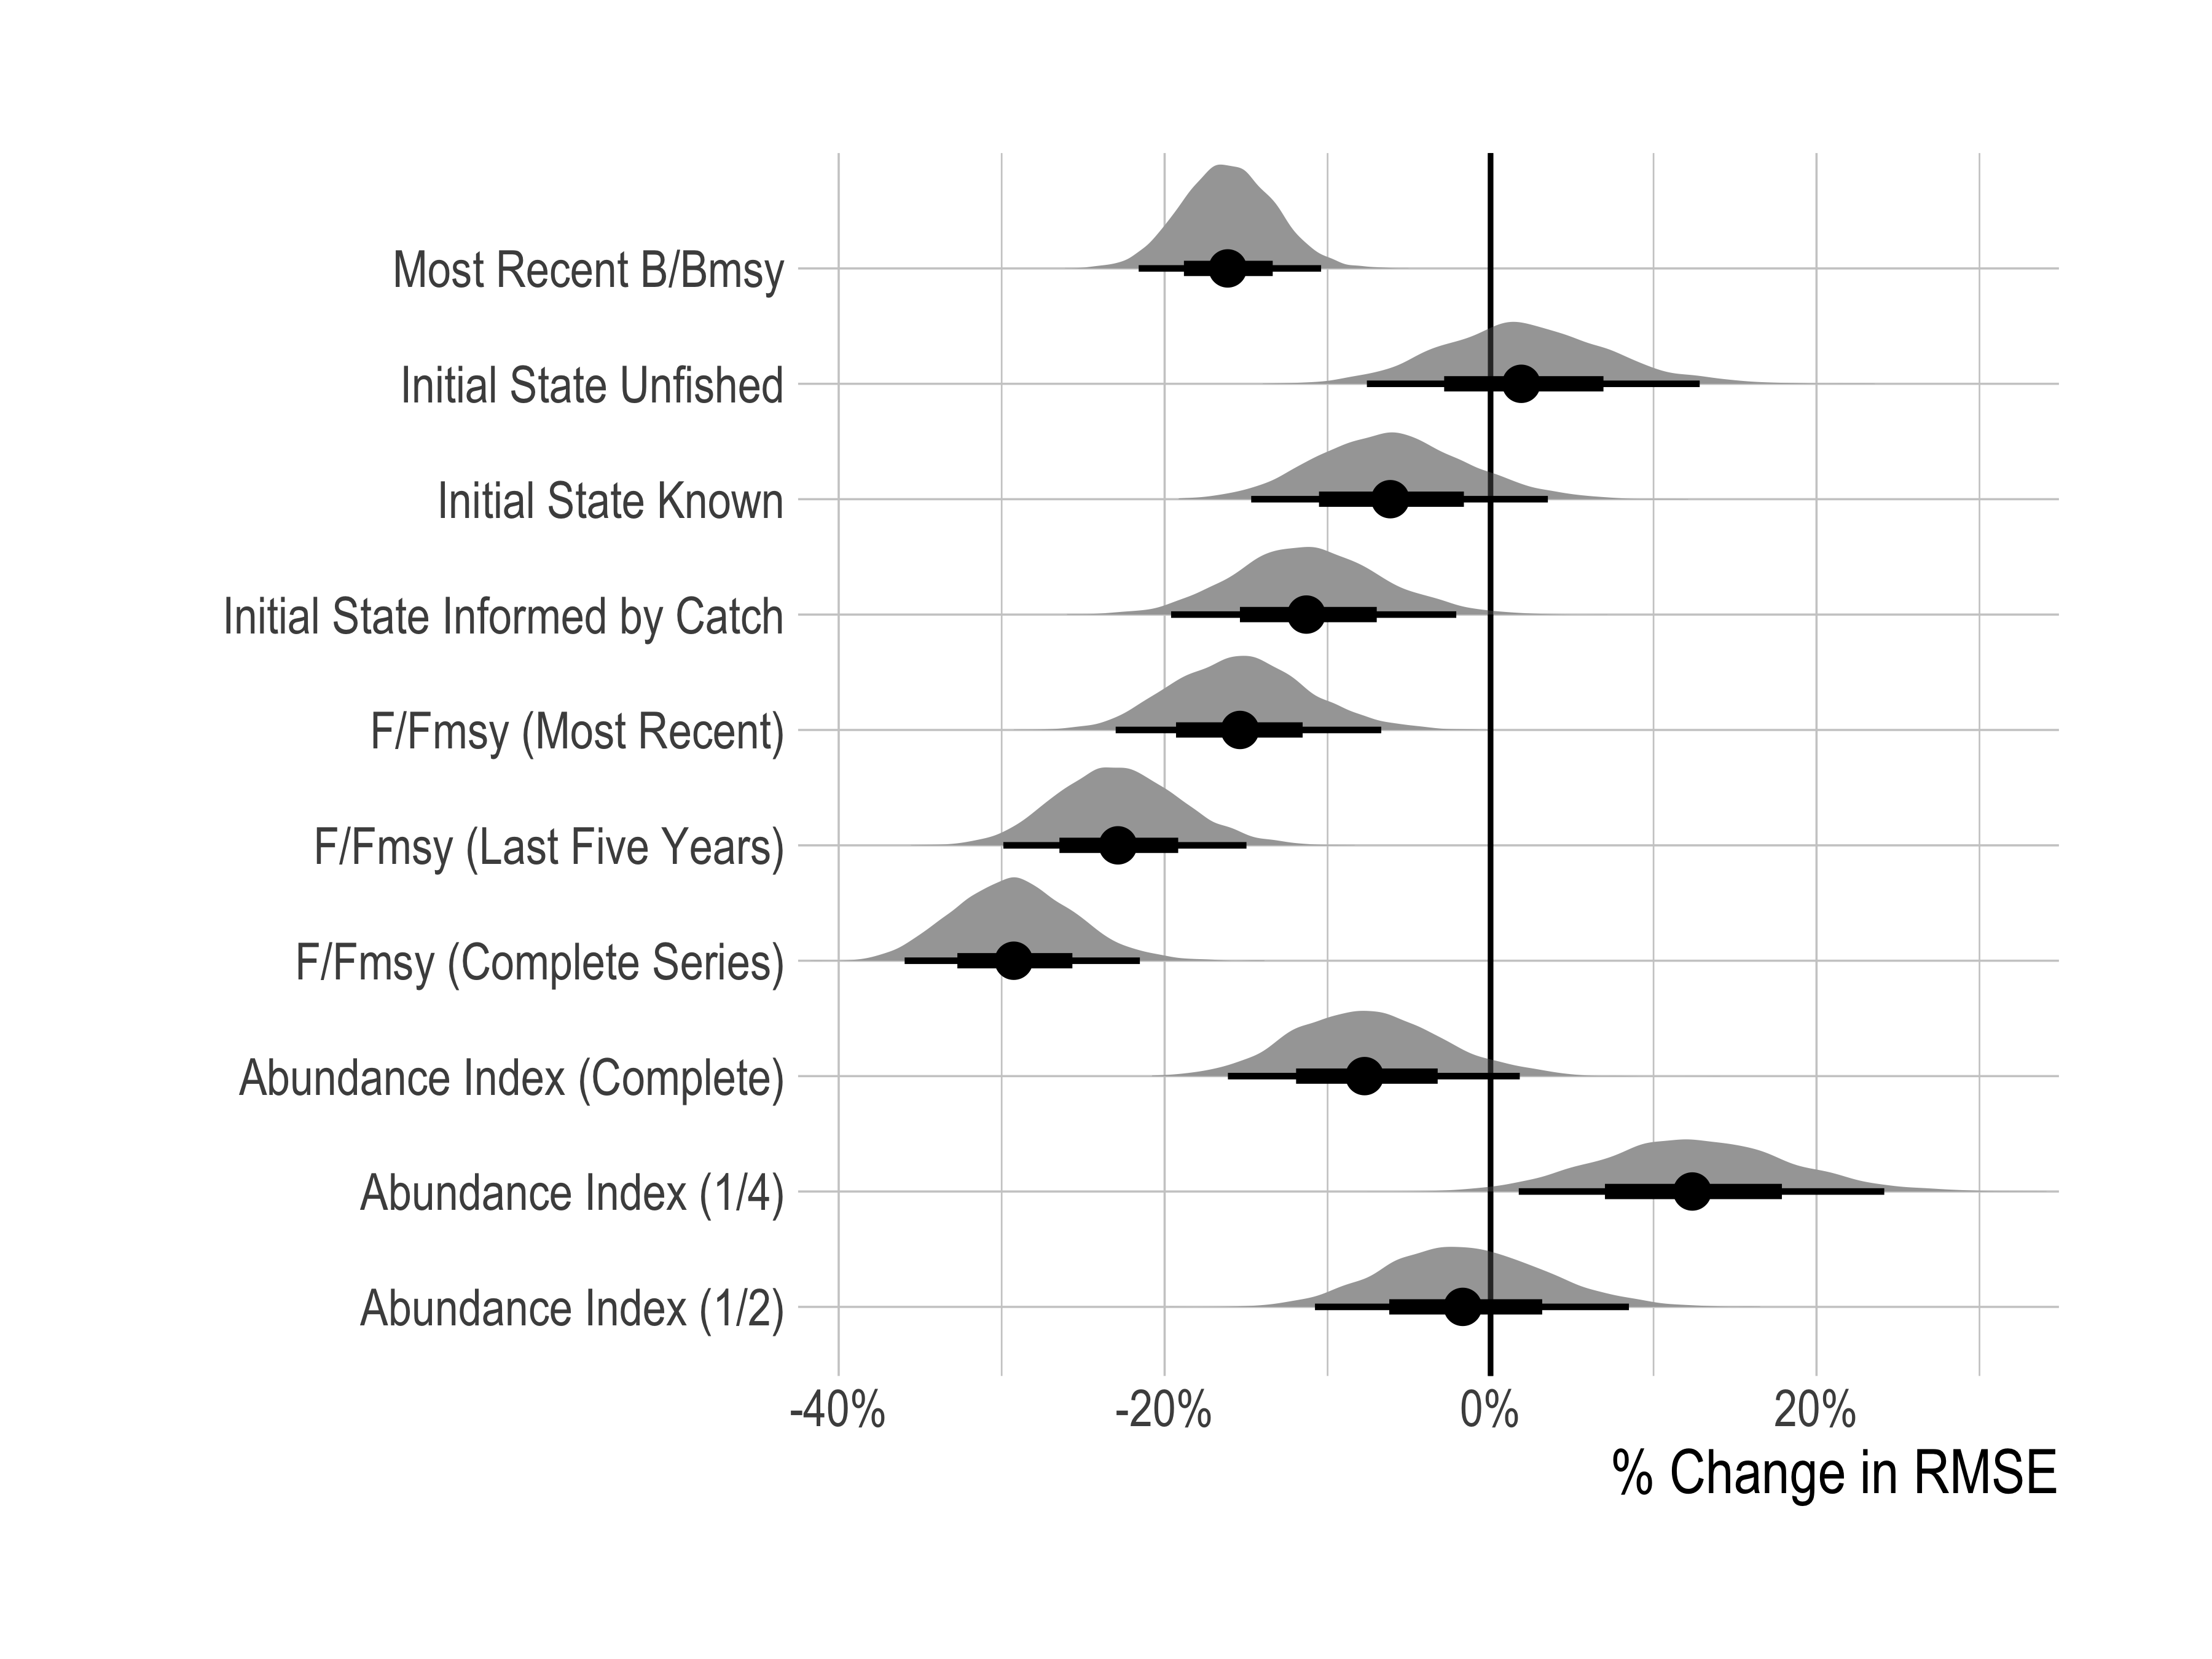 Most Recent B/Bmsy
Initial State Unfished
Initial State Known
Initial State Informed by Catch
F/Fmsy (Most Recent)
F/Fmsy (Last Five Years)
F/Fmsy (Complete Series)
Abundance Index (Complete)
Abundance Index (1/4)
Abundance Index (1/2)
-40% -20% 0% 20%
% Change in RMSE